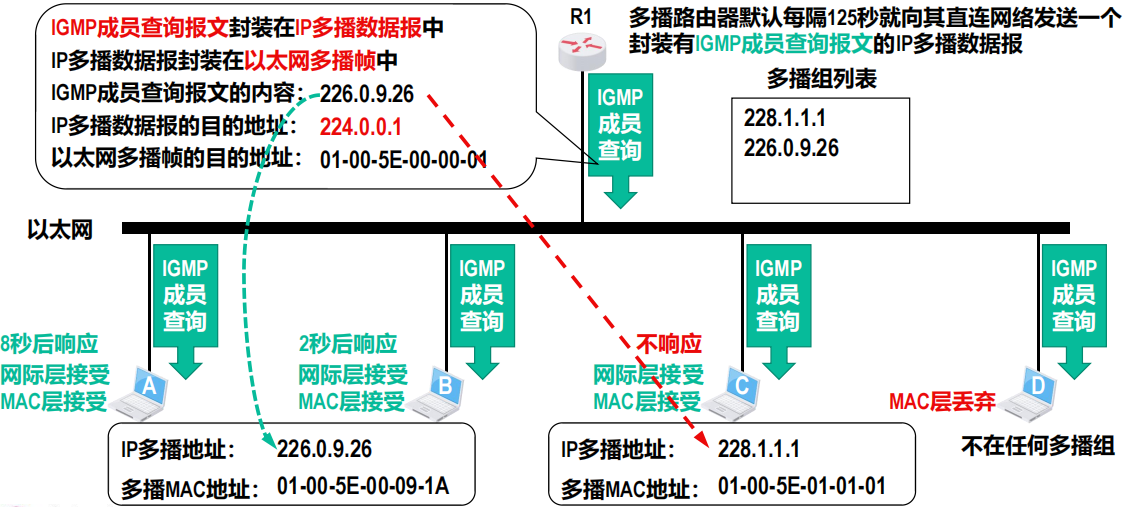 IGMP成员查询报文封装在IP多播数据报中
IP多播数据报封装在以太网多播帧中
IGMP成员查询报文的内容：226.0.9.26
IP多播数据报的目的地址：224.0.0.1
以太网多播帧的目的地址：01-00-5E-00-00-01
R1
多播路由器默认每隔125秒就向其直连网络发送一个
封装有IGMP成员查询报文的IP多播数据报
多播组列表
228.1.1.1
226.0.9.26
IGMP
成员
查询
以太网
IGMP
成员
查询
IGMP
成员
查询
IGMP
成员
查询
IGMP
成员
查询
8秒后响应
网际层接受
MAC层接受
A
2秒后响应
网际层接受
MAC层接受
B
不响应
网际层接受
MAC层接受
C
MAC层丢弃
D
不在任何多播组
IP多播地址：226.0.9.26
多播MAC地址：01-00-5E-00-09-1A
IP多播地址：228.1.1.1
多播MAC地址：01-00-5E-01-01-01